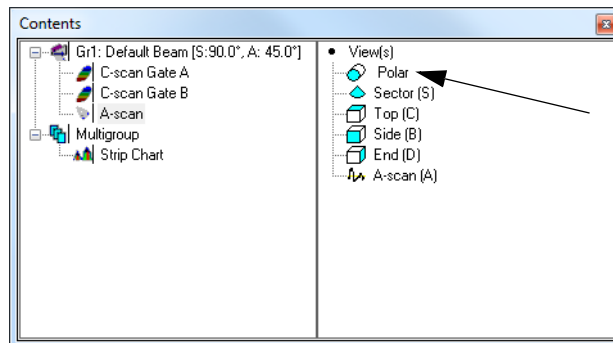 Contents
Gr1: Default Beam [S:90.0°, A: 45.0°]
C-scan Gate A
C-scan Gate B
A-scan
Multigroup
Strip Chart
View(s)
Polar
Sector (S)
Top (C)
Side (B)
End (D)
A-scan (A)